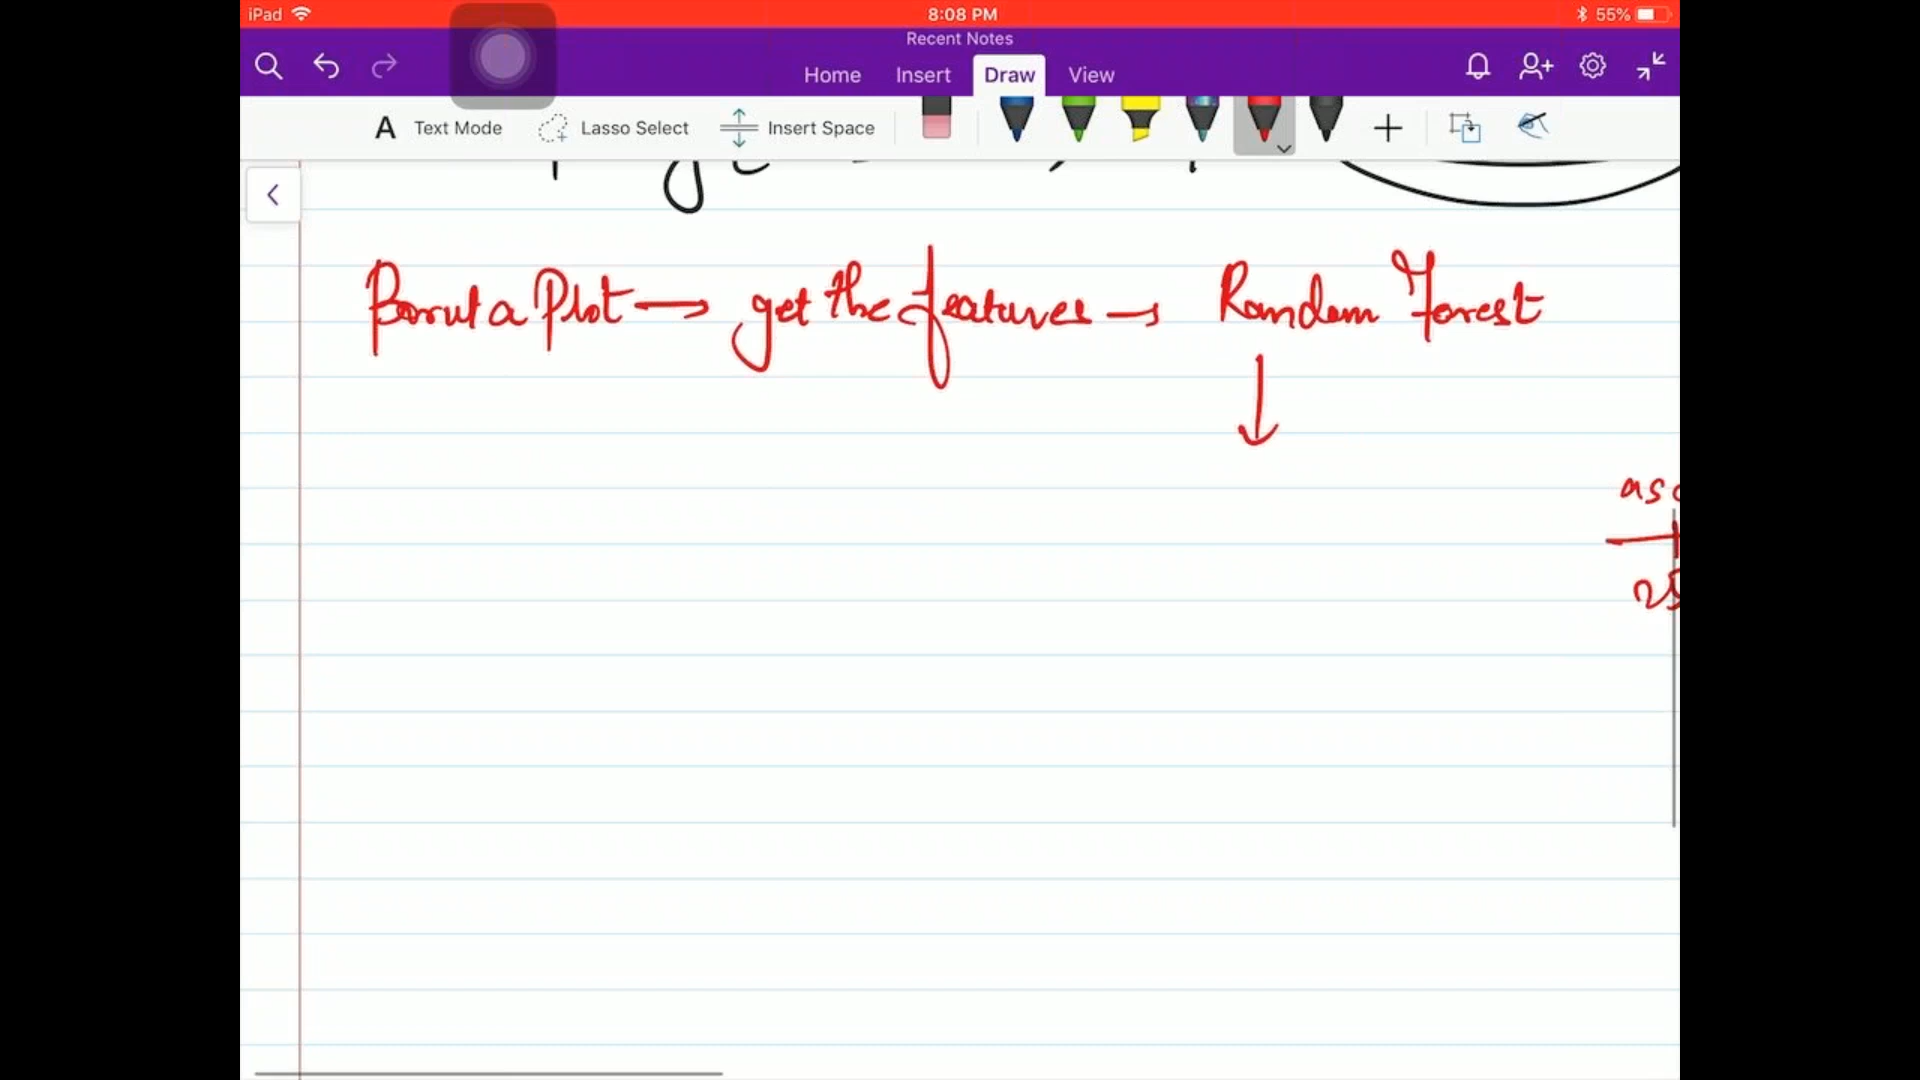 iPad 8:08 PM 55%
Recent Notes
Home Insert Draw View
A Text Mode Lasso Select Insert Space
Boruta Plot → get the features → Random Forest
↓
25